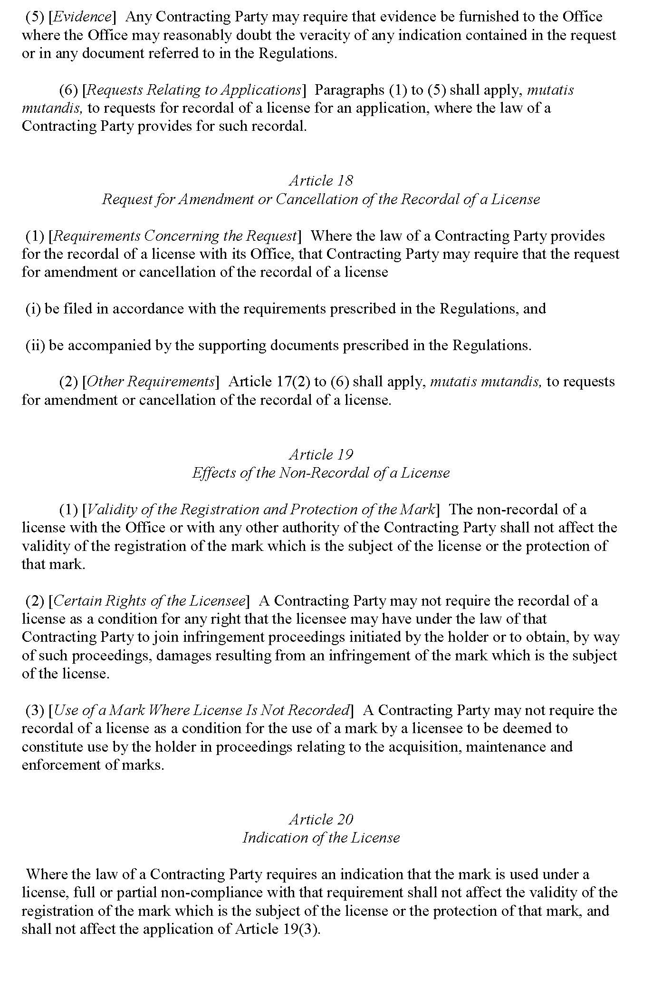 (5) [Evidence] Any Contracting Party may require that evidence be furnished to the Office
where the Office may reasonably doubt the veracity of any indication contained in the request
or in any document referred to in the Regulations.
(6) [Requests Relating to Applications] Paragraphs (1) to (5) shall apply, mutatis
mutandis, to requests for recordal of a license for an application, where the law of a
Contracting Party provides for such recordal.
Article 18
Request for Amendment or Cancellation of the Recordal of a License
(1) [Requirements Concerning the Request] Where the law of a Contracting Party provides
for the recordal of a license with its Office, that Contracting Party may require that the request
for amendment or cancellation of the recordal of a license
(i) be filed in accordance with the requirements prescribed in the Regulations, and
(ii) be accompanied by the supporting documents prescribed in the Regulations.
(2) [Other Requirements] Article 17(2) to (6) shall apply, mutatis mutandis, to requests
for amendment or cancellation of the recordal of a license.
Article 19
Effects of the Non-Recordal of a License
(1) [Validity of the Registration and Protection of the Mark] The non-recordal of a
license with the Office or with any other authority of the Contracting Party shall not affect the
validity of the registration of the mark which is the subject of the license or the protection of
that mark.
(2) [Certain Rights of the Licensee] A Contracting Party may not require the recordal of a
license as a condition for any right that the licensee may have under the law of that
Contracting Party to join infringement proceedings initiated by the holder or to obtain, by way
of such proceedings, damages resulting from an infringement of the mark which is the subject
of the license.
(3) [Use of a Mark Where License Is Not Recorded] A Contracting Party may not require the
recordal of a license as a condition for the use of a mark by a licensee to be deemed to
constitute use by the holder in proceedings relating to the acquisition, maintenance and
enforcement of marks.
Article 20
Indication of the License
Where the law of a Contracting Party requires an indication that the mark is used under a
license, full or partial non-compliance with that requirement shall not affect the validity of the
registration of the mark which is the subject of the license or the protection of that mark, and
shall not affect the application of Article 19(3).